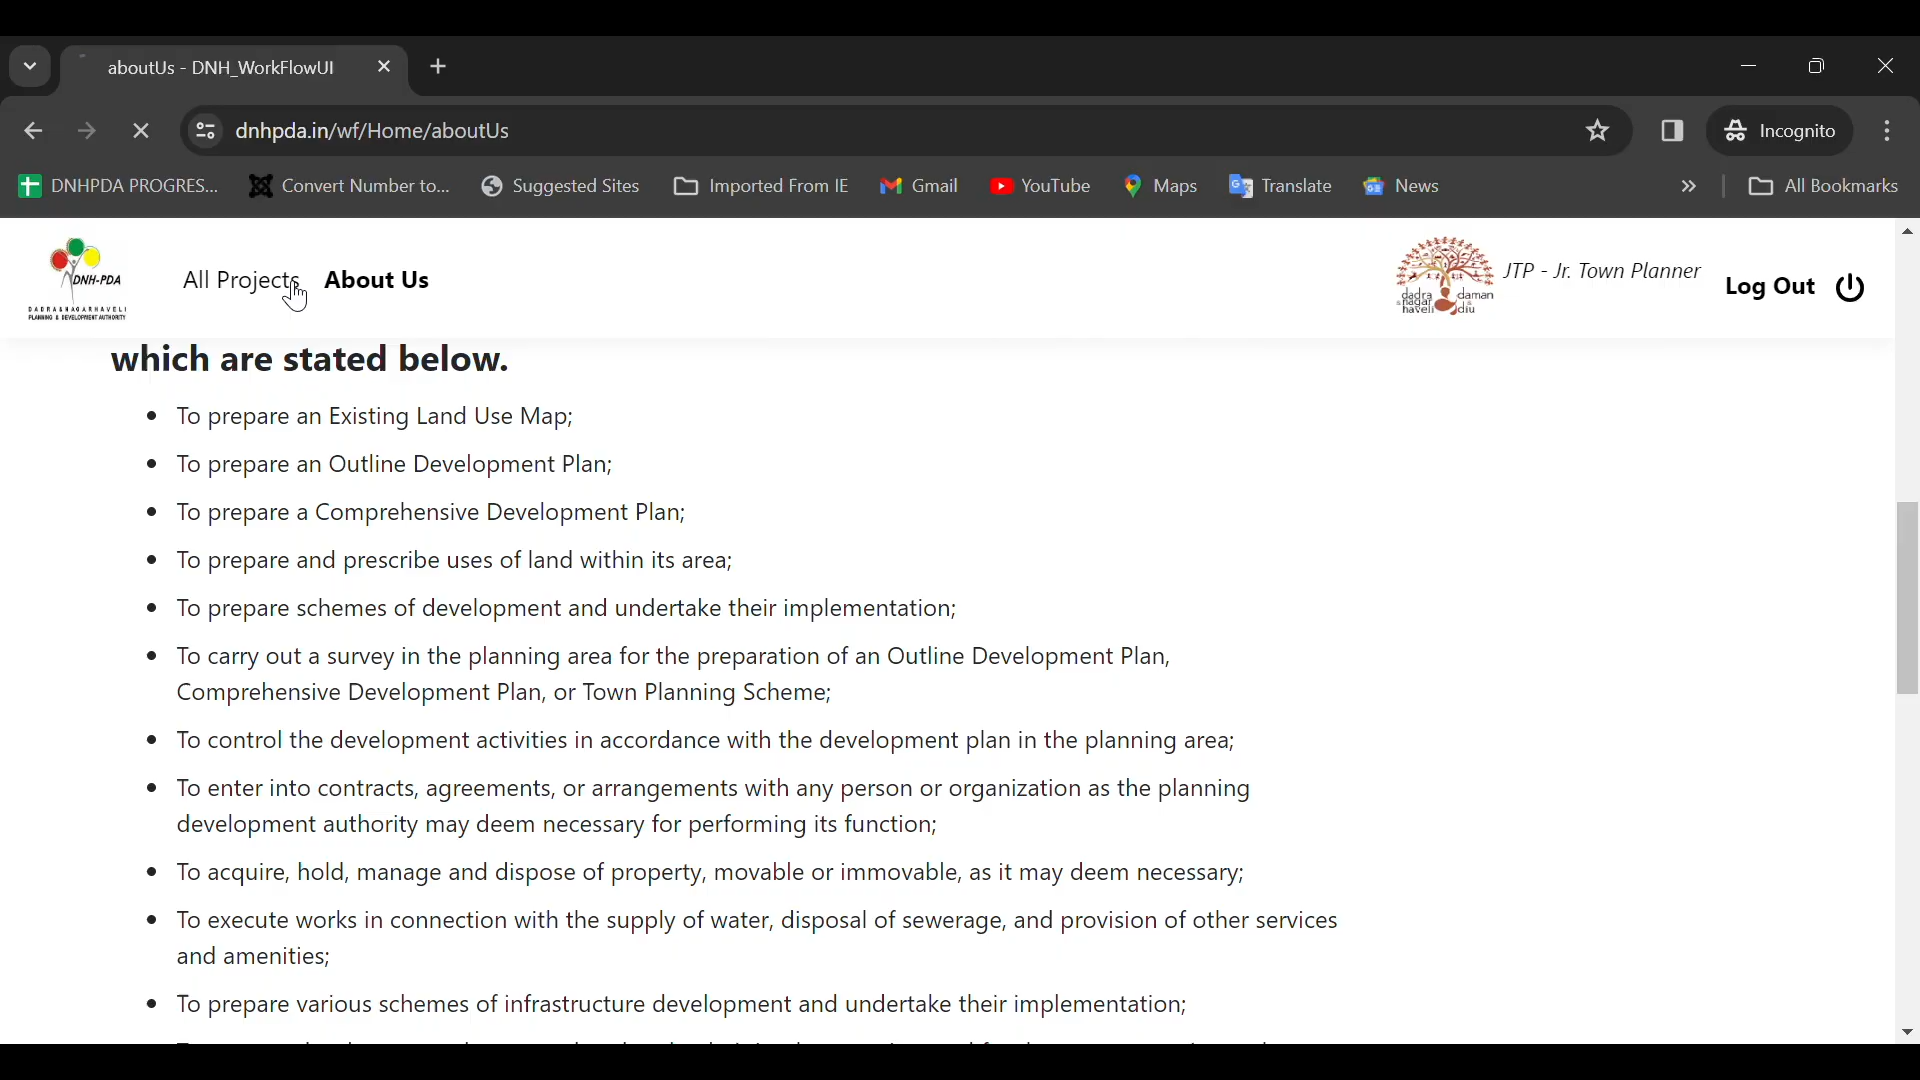 aboutUs - DNH_WorkFlowUI
dnhpda.in/wf/Home/aboutUs
Incognito
DNHPDA PROGRES... Convert Number to... Suggested Sites Imported From IE Gmail YouTube Maps Translate News » All Bookmarks
DNH-PDA
DADRA & NAGAR HAVELI
PLANNING & DEVELOPMENT AUTHORITY
All Projects About Us
dadra & nagar haveli daman diu
JTP - Jr. Town Planner
Log Out
which are stated below.
• To prepare an Existing Land Use Map;
• To prepare an Outline Development Plan;
• To prepare a Comprehensive Development Plan;
• To prepare and prescribe uses of land within its area;
• To prepare schemes of development and undertake their implementation;
• To carry out a survey in the planning area for the preparation of an Outline Development Plan,
Comprehensive Development Plan, or Town Planning Scheme;
• To control the development activities in accordance with the development plan in the planning area;
• To enter into contracts, agreements, or arrangements with any person or organization as the planning
development authority may deem necessary for performing its function;
• To acquire, hold, manage and dispose of property, movable or immovable, as it may deem necessary;
• To execute works in connection with the supply of water, disposal of sewerage, and provision of other services
and amenities;
• To prepare various schemes of infrastructure development and undertake their implementation;